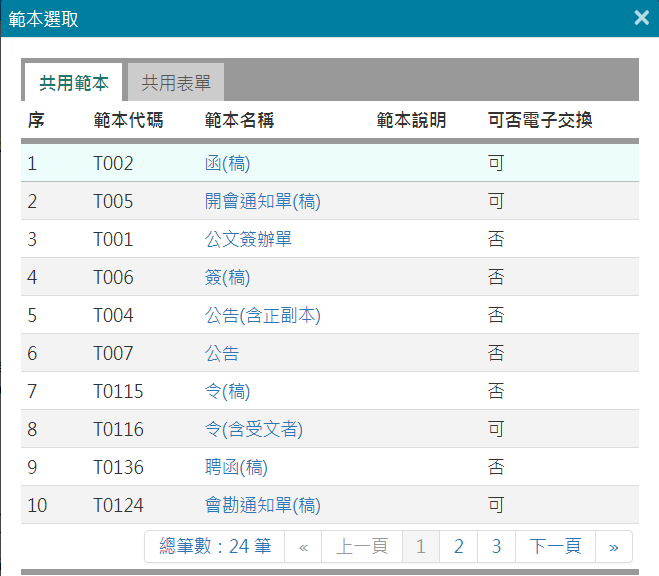 範本選取
共用範本 共用表單
序 範本代碼 範本名稱 範本說明 可否電子交換
1 T002 函(稿) 可
2 T005 開會通知單(稿) 可
3 T001 公文簽辦單 否
4 T006 簽(稿) 否
5 T004 公告(含正副本) 否
6 T007 公告 否
7 T0115 令(稿) 否
8 T0116 令(含受文者) 可
9 T0136 聘函(稿) 否
10 T0124 會勘通知單(稿) 可
總筆數：24 筆 « 上一頁 1 2 3 下一頁 »